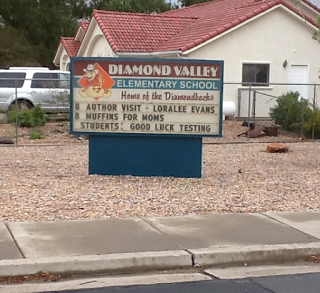 DIAMOND VALLEY
ELEMENTARY SCHOOL
Home of the Diamondbacks
8 AUTHOR VISIT - LORALEE EVANS
8 MUFFINS FOR MOMS
STUDENTS: GOOD LUCK TESTING